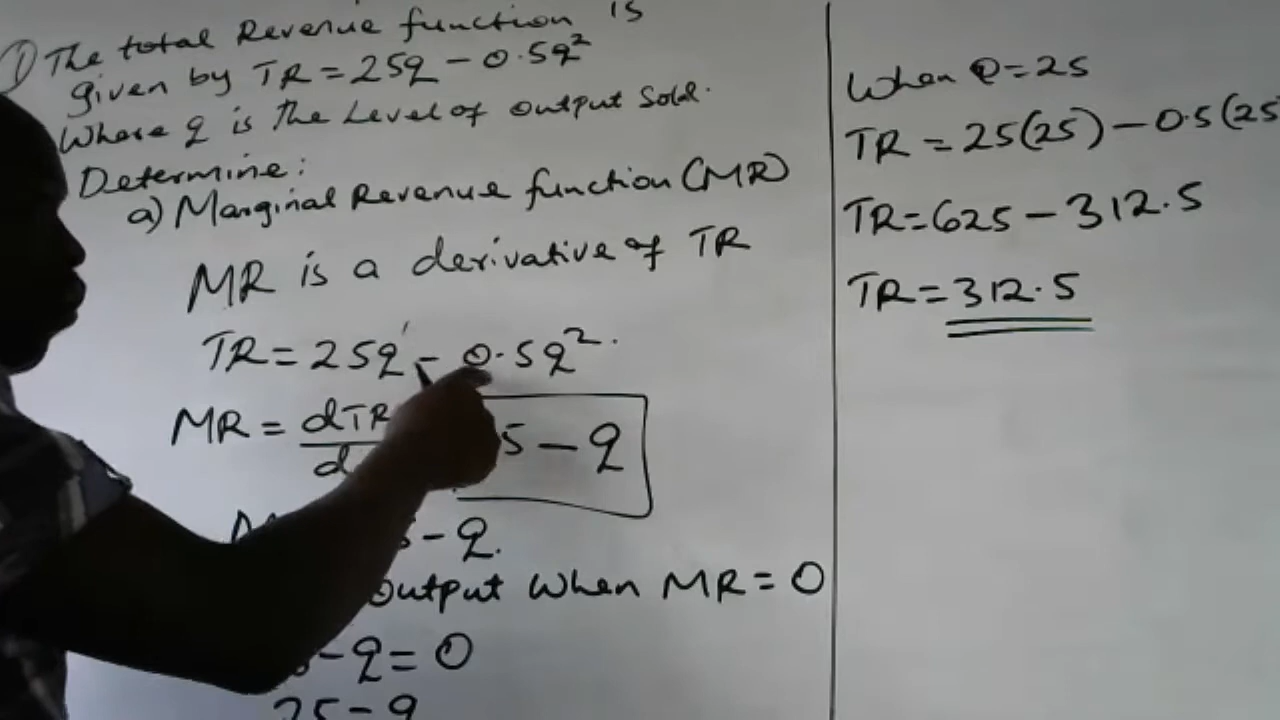 ① The total Revenue function is
given by TR = 25q - 0.5q²
Where q is the Level of output Sold.
Determine:
a) Marginal Revenue function (MR)
MR is a derivative of TR
TR = 25q' - 0.5q².
MR = dTR
d
5 - q
- q.
output when MR = 0
- q = 0
25 - q
When Q = 25
TR = 25(25) - 0.5(25
TR = 625 - 312.5
TR = 312.5